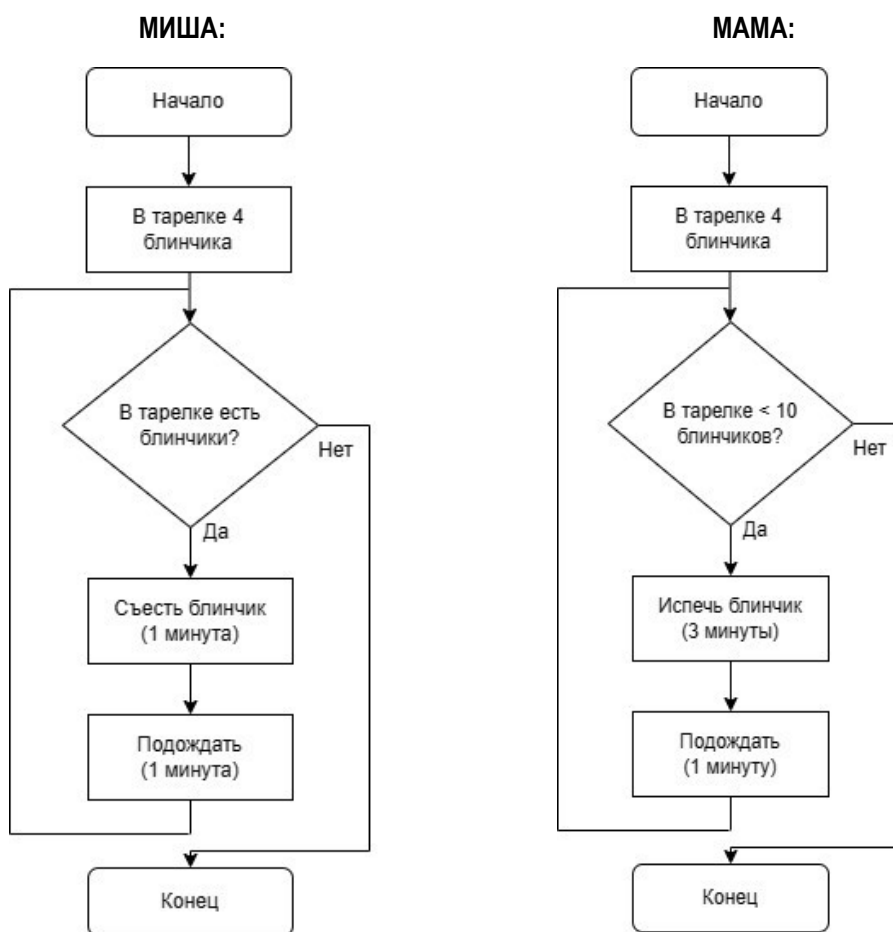 МИША:
Начало
В тарелке 4
блинчика
В тарелке есть
блинчики?
Нет
Да
Съесть блинчик
(1 минута)
Подождать
(1 минута)
Конец
МАМА:
Начало
В тарелке 4
блинчика
В тарелке < 10
блинчиков?
Нет
Да
Испечь блинчик
(3 минуты)
Подождать
(1 минуту)
Конец